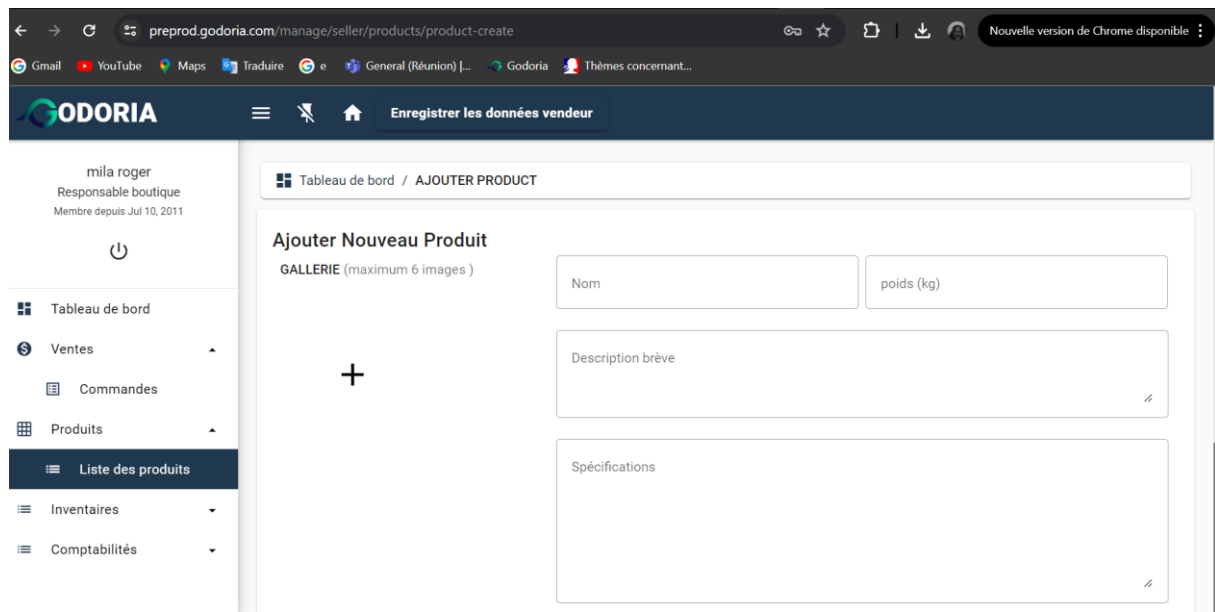 preprod.godoria.com/manage/seller/products/product-create
Nouvelle version de Chrome disponible
Gmail YouTube Maps Traduire e General (Réunion) |... Godoria Thèmes concernant...
GODORIA
Enregistrer les données vendeur
mila roger
Responsable boutique
Membre depuis Jul 10, 2011
Tableau de bord
Ventes
Commandes
Produits
Liste des produits
Inventaires
Comptabilités
Tableau de bord / AJOUTER PRODUCT
Ajouter Nouveau Produit
GALLERIE (maximum 6 images )
Nom
poids (kg)
Description brève
Spécifications